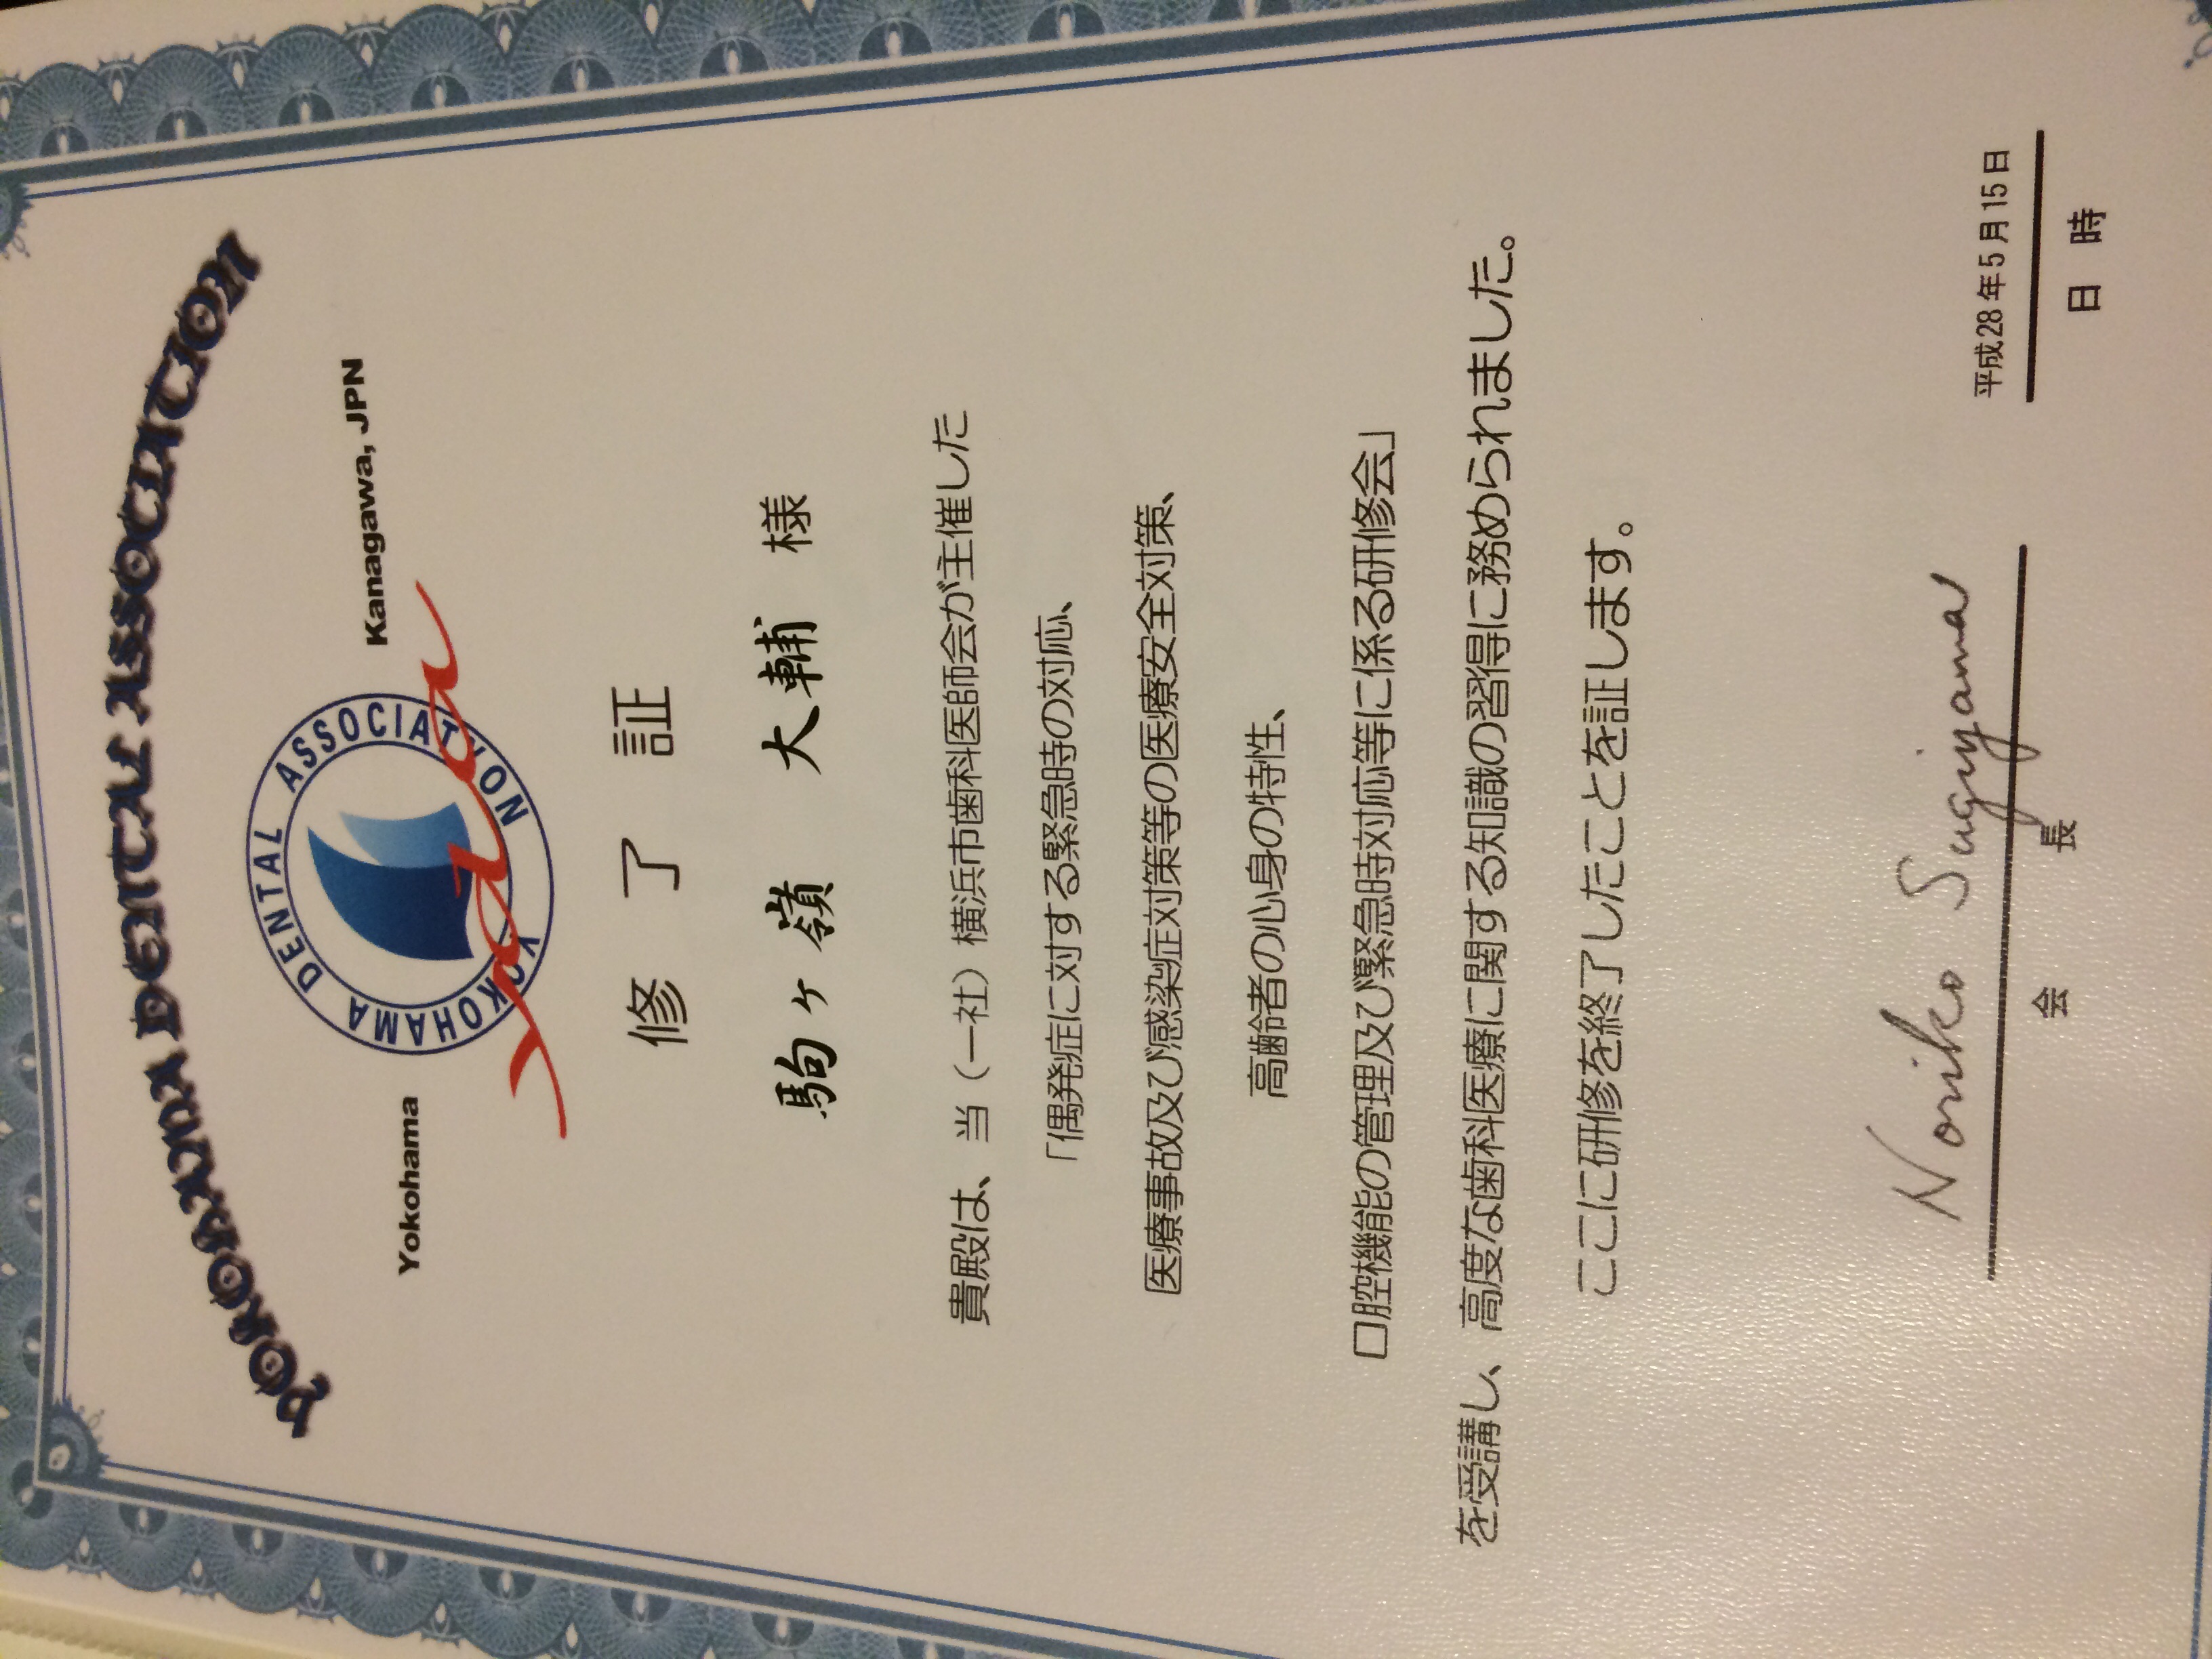 YOKOHAMA DENTAL ASSOCIATION
Yokohama
YOKOHAMA DENTAL ASSOCIATION
yda
Kanagawa, JPN
修了証
駒ヶ嶺 大輔 様
貴殿は、当（一社）横浜市歯科医師会が主催した
「偶発症に対する緊急時の対応、
医療事故及び感染症対策等の医療安全対策、
高齢者の心身の特性、
口腔機能の管理及び緊急時対応等に係る研修会」
を受講し、高度な歯科医療に関する知識の習得に務められました。
ここに研修を終了したことを証します。
Noriko Sugiyama
平成28年5月15日
会長
日時